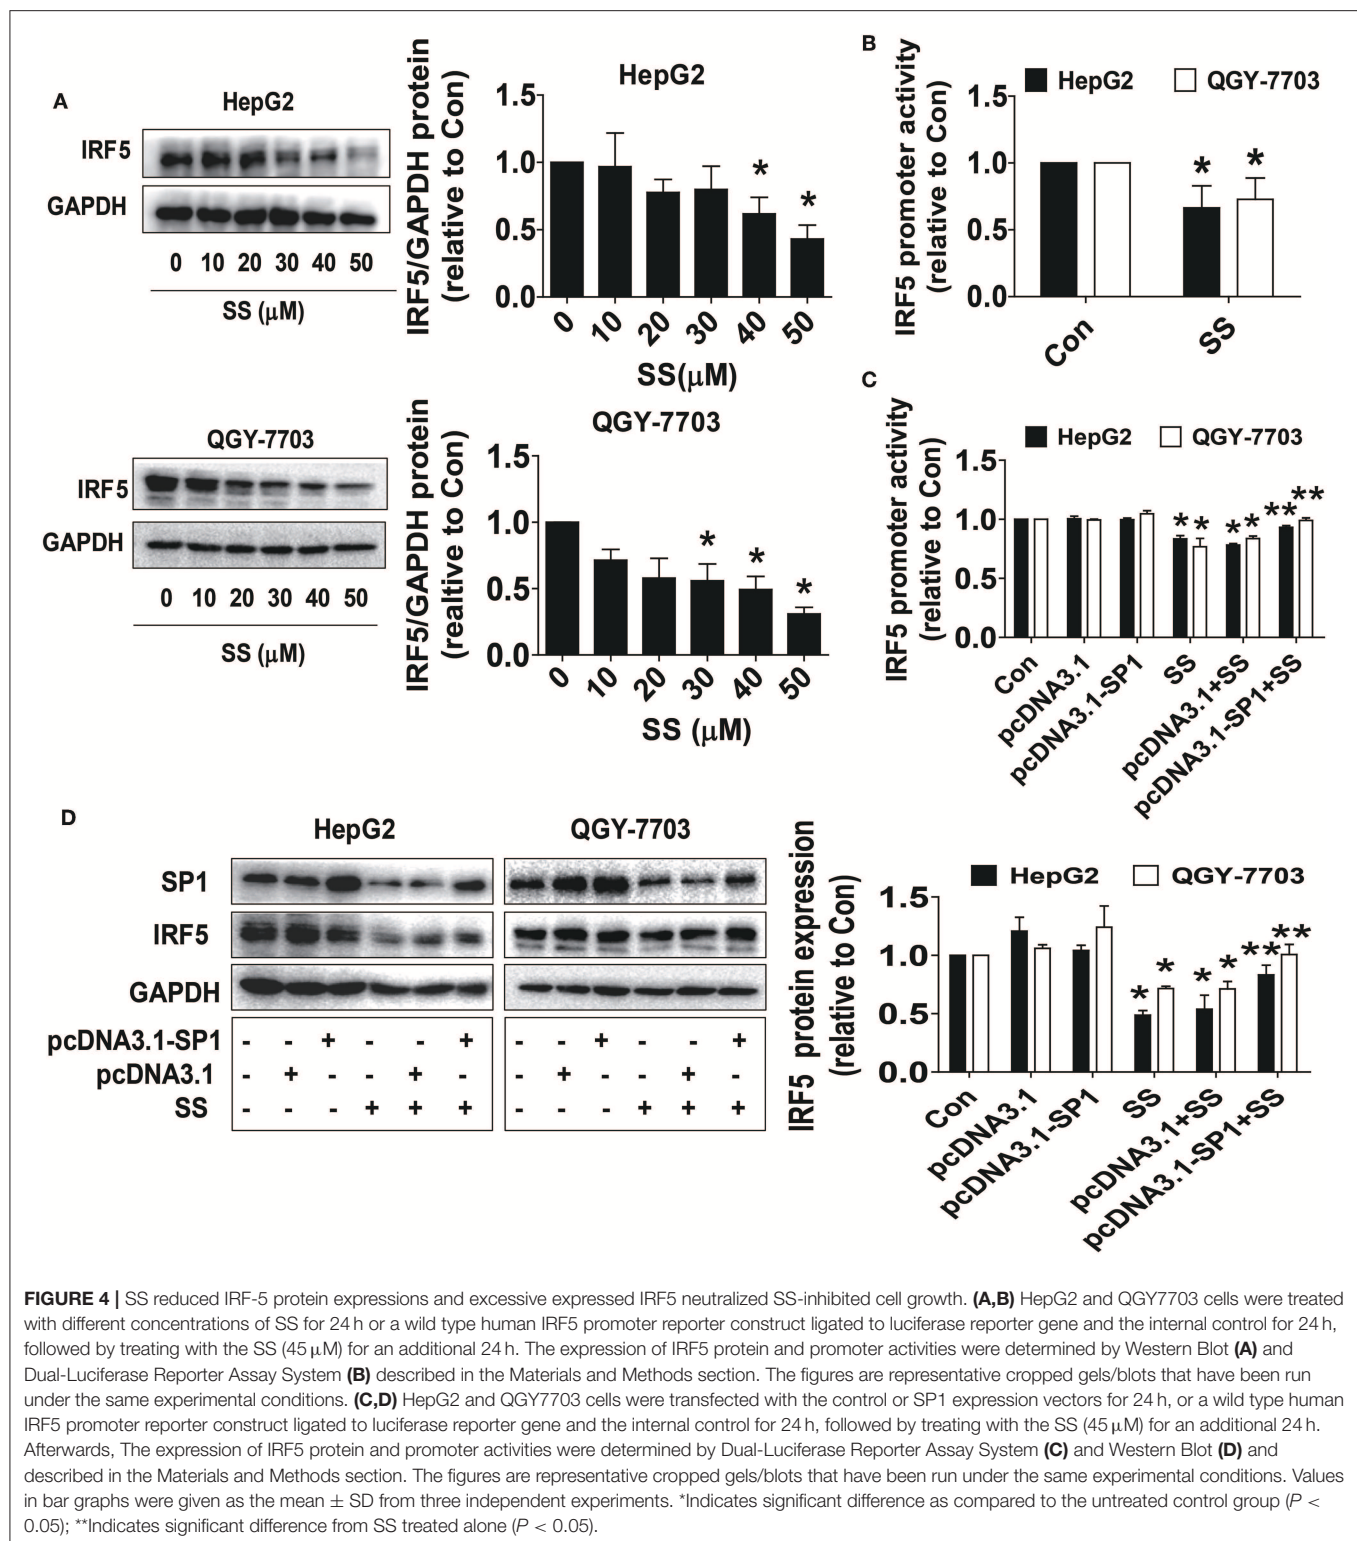 A
HepG2
IRF5
GAPDH
0 10 20 30 40 50
SS (μM)
HepG2
IRF5/GAPDH protein
(relative to Con)
1.5
1.0
0.5
0.0
0 10 20 30 40 50
SS(μM)
* *
B
HepG2 QGY-7703
IRF5 promoter activity
(relative to Con)
1.5
1.0
0.5
0.0
* *
Con SS
QGY-7703
IRF5
GAPDH
0 10 20 30 40 50
SS (μM)
QGY-7703
IRF5/GAPDH protein
(realtive to Con)
1.5
1.0
0.5
0.0
* * *
0 10 20 30 40 50
SS (μM)
C
HepG2 QGY-7703
IRF5 promoter activity
(relative to Con)
1.5
1.0
0.5
0.0
* * * * ** **
Con
pcDNA3.1
pcDNA3.1-SP1
SS
pcDNA3.1+SS
pcDNA3.1-SP1+SS
D
HepG2 QGY-7703
SP1
IRF5
GAPDH
pcDNA3.1-SP1 - - + - - + - - + - - +
pcDNA3.1 - + - - + - - + - - + -
SS - - - + + + - - - + + +
IRF5 protein expression
(relative to Con)
HepG2 QGY-7703
1.5
1.0
0.5
0.0
* * * * ** **
Con
pcDNA3.1
pcDNA3.1-SP1
SS
pcDNA3.1+SS
pcDNA3.1-SP1+SS
FIGURE 4 | SS reduced IRF-5 protein expressions and excessive expressed IRF5 neutralized SS-inhibited cell growth. (A,B) HepG2 and QGY7703 cells were treated
with different concentrations of SS for 24 h or a wild type human IRF5 promoter reporter construct ligated to luciferase reporter gene and the internal control for 24 h,
followed by treating with the SS (45 μM) for an additional 24 h. The expression of IRF5 protein and promoter activities were determined by Western Blot (A) and
Dual-Luciferase Reporter Assay System (B) described in the Materials and Methods section. The figures are representative cropped gels/blots that have been run
under the same experimental conditions. (C,D) HepG2 and QGY7703 cells were transfected with the control or SP1 expression vectors for 24 h, or a wild type human
IRF5 promoter reporter construct ligated to luciferase reporter gene and the internal control for 24 h, followed by treating with the SS (45 μM) for an additional 24 h.
Afterwards, The expression of IRF5 protein and promoter activities were determined by Dual-Luciferase Reporter Assay System (C) and Western Blot (D) and
described in the Materials and Methods section. The figures are representative cropped gels/blots that have been run under the same experimental conditions. Values
in bar graphs were given as the mean ± SD from three independent experiments. *Indicates significant difference as compared to the untreated control group (P <
0.05); **Indicates significant difference from SS treated alone (P < 0.05).